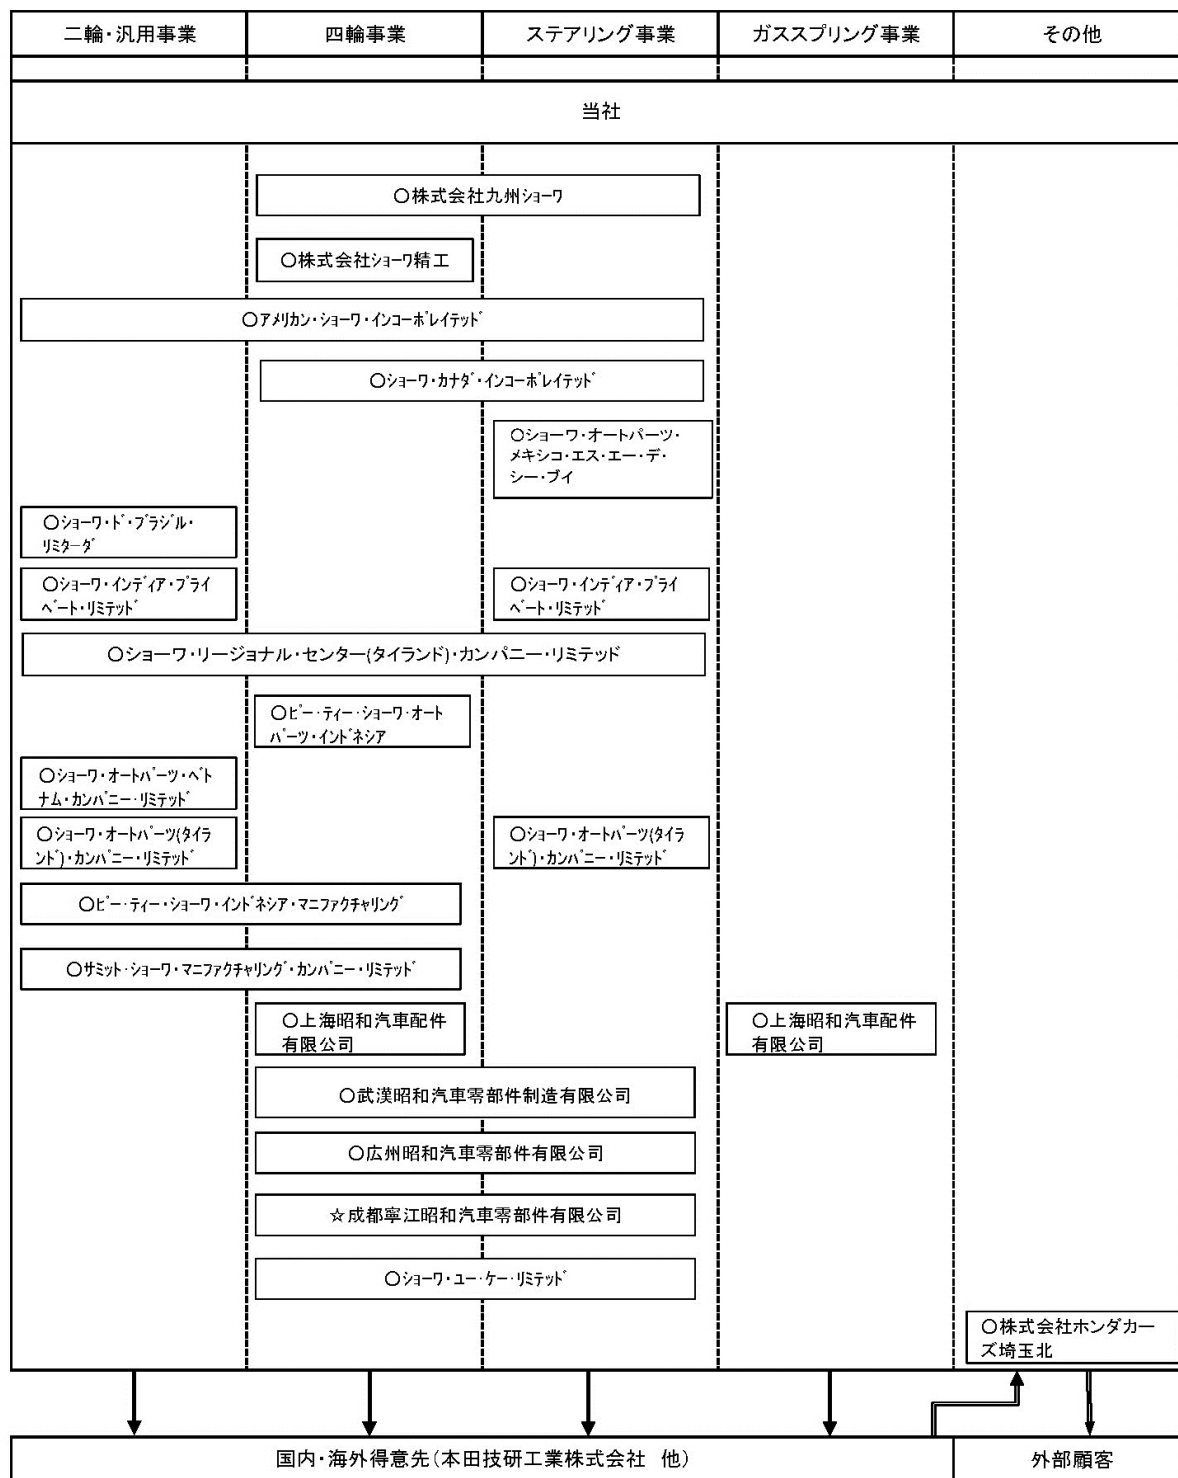 二輪・汎用事業 四輪事業 ステアリング事業 ガススプリング事業 その他
当社
○株式会社九州ショーワ
○株式会社ショーワ精工
○アメリカン・ショーワ・インコーポレイテッド
○ショーワ・カナダ・インコーポレイテッド
○ショーワ・オートパーツ・
メキシコ・エス・エー・デ・
シー・ブイ
○ショーワ・ド・ブラジル・
リミターダ
○ショーワ・インディア・プライ
ベート・リミテッド
○ショーワ・インディア・プライ
ベート・リミテッド
○ショーワ・リージョナル・センター(タイランド)・カンパニー・リミテッド
○ピー・ティー・ショーワ・オート
パーツ・インドネシア
○ショーワ・オートパーツ・ベト
ナム・カンパニー・リミテッド
○ショーワ・オートパーツ(タイラ
ンド)・カンパニー・リミテッド
○ショーワ・オートパーツ(タイラ
ンド)・カンパニー・リミテッド
○ピー・ティー・ショーワ・インドネシア・マニファクチャリング
○サミット・ショーワ・マニファクチャリング・カンパニー・リミテッド
○上海昭和汽車配件
有限公司
○上海昭和汽車配件
有限公司
○武漢昭和汽車零部件制造有限公司
○広州昭和汽車零部件有限公司
☆成都寧江昭和汽車零部件有限公司
○ショーワ・ユー・ケー・リミテッド
○株式会社ホンダカー
ズ埼玉北
国内・海外得意先(本田技研工業株式会社 他) 外部顧客